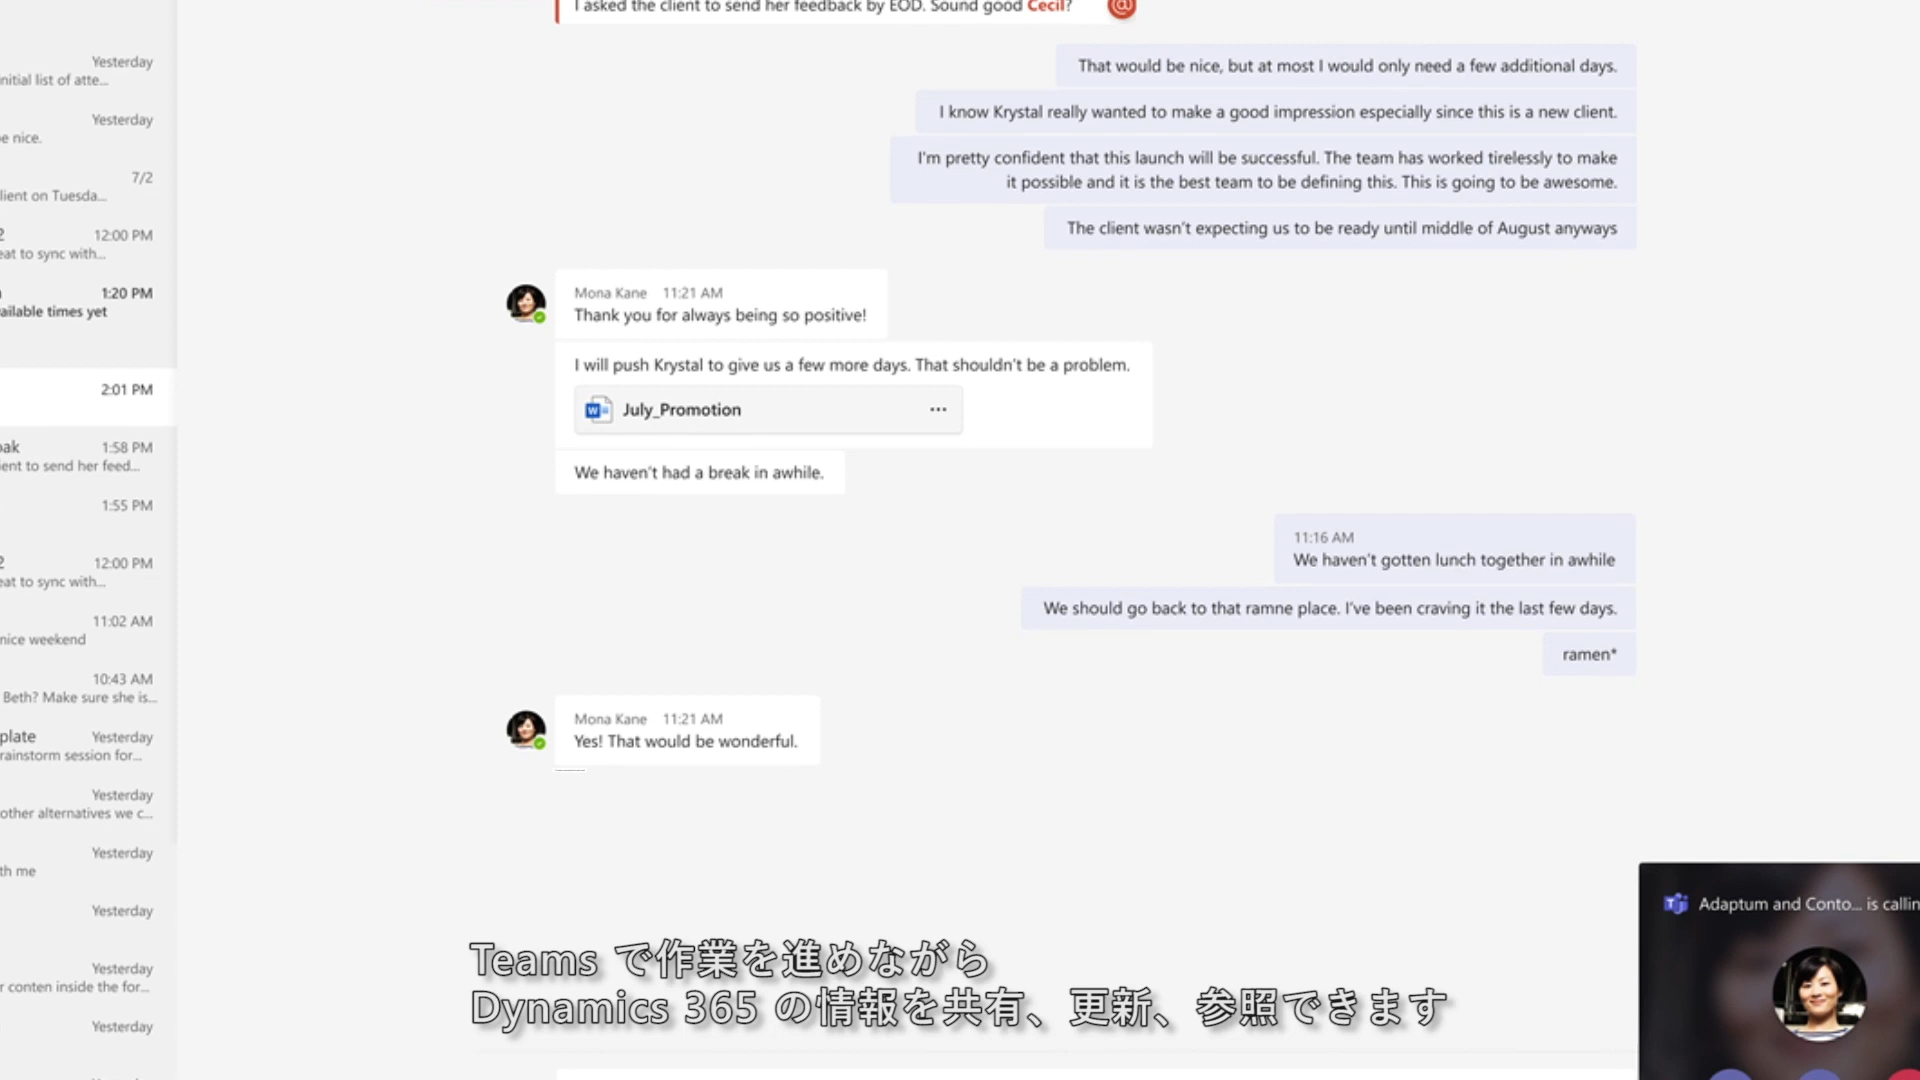 I asked the client to send her feedback by EOD. Sound good Cecil?
Yesterday
nitial list of atte...
Yesterday
e nice.
7/2
lient on Tuesda...
2 12:00 PM
eat to sync with...
1:20 PM
ailable times yet
2:01 PM
oak 1:58 PM
ient to send her feed...
1:55 PM
2 12:00 PM
eat to sync with...
11:02 AM
nice weekend
10:43 AM
Beth? Make sure she is...
plate Yesterday
rainstorm session for...
Yesterday
other alternatives we c...
Yesterday
th me
Yesterday
Yesterday
r conten inside the for...
Yesterday
That would be nice, but at most I would only need a few additional days.
I know Krystal really wanted to make a good impression especially since this is a new client.
I'm pretty confident that this launch will be successful. The team has worked tirelessly to make
it possible and it is the best team to be defining this. This is going to be awesome.
The client wasn't expecting us to be ready until middle of August anyways
Mona Kane 11:21 AM
Thank you for always being so positive!
I will push Krystal to give us a few more days. That shouldn't be a problem.
July_Promotion
We haven't had a break in awhile.
11:16 AM
We haven't gotten lunch together in awhile
We should go back to that ramne place. I've been craving it the last few days.
ramen*
Mona Kane 11:21 AM
Yes! That would be wonderful.
Adaptum and Conto... is callin
Teams で作業を進めながら
Dynamics 365 の情報を共有、更新、参照できます